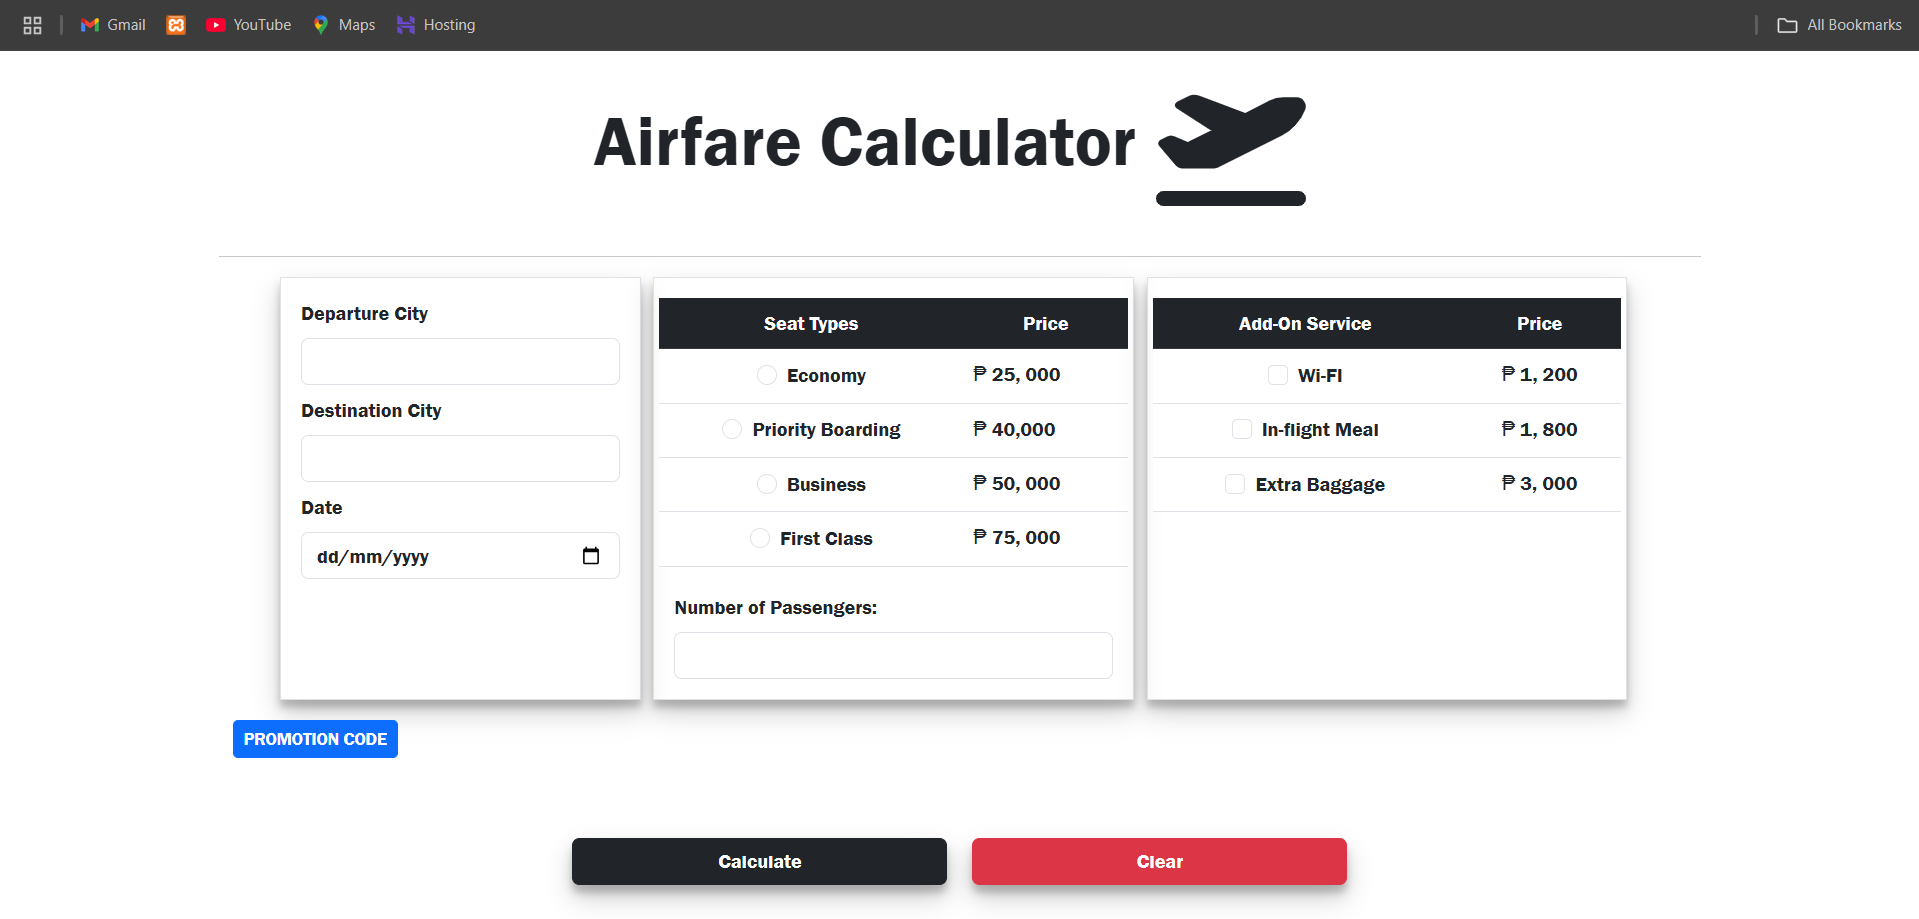 Gmail YouTube Maps Hosting All Bookmarks
Airfare Calculator
Departure City
Destination City
Date
dd/mm/yyyy
Seat Types Price
Economy ₱ 25, 000
Priority Boarding ₱ 40,000
Business ₱ 50, 000
First Class ₱ 75, 000
Number of Passengers:
Add-On Service Price
Wi-FI ₱ 1, 200
In-flight Meal ₱ 1, 800
Extra Baggage ₱ 3, 000
PROMOTION CODE
Calculate Clear